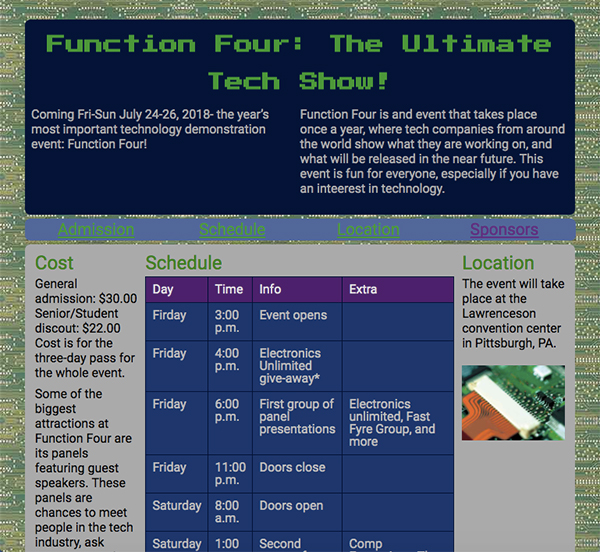 Function Four: The Ultimate
Tech Show!
Coming Fri-Sun July 24-26, 2018- the year's
most important technology demonstration
event: Function Four!
Function Four is and event that takes place
once a year, where tech companies from around
the world show what they are working on, and
what will be released in the near future. This
event is fun for everyone, especially if you have
an inteerest in technology.
Admission Schedule Location Sponsors
Cost
General
admission: $30.00
Senior/Student
discout: $22.00
Cost is for the
three-day pass for
the whole event.
Some of the
biggest
attractions at
Function Four are
its panels
featuring guest
speakers. These
panels are
chances to meet
people in the tech
industry, ask
Schedule
Day Time Info Extra
Firday 3:00 Event opens
p.m.
Friday 4:00 Electronics
p.m. Unlimited
give-away*
Friday 6:00 First group of Electronics
p.m. panel unlimited, Fast
presentations Fyre Group, and
more
Friday 11:00 Doors close
p.m.
Saturday 8:00 Doors open
a.m.
Saturday 1:00 Second Comp
Location
The event will take
place at the
Lawrenceson
convention center
in Pittsburgh, PA.